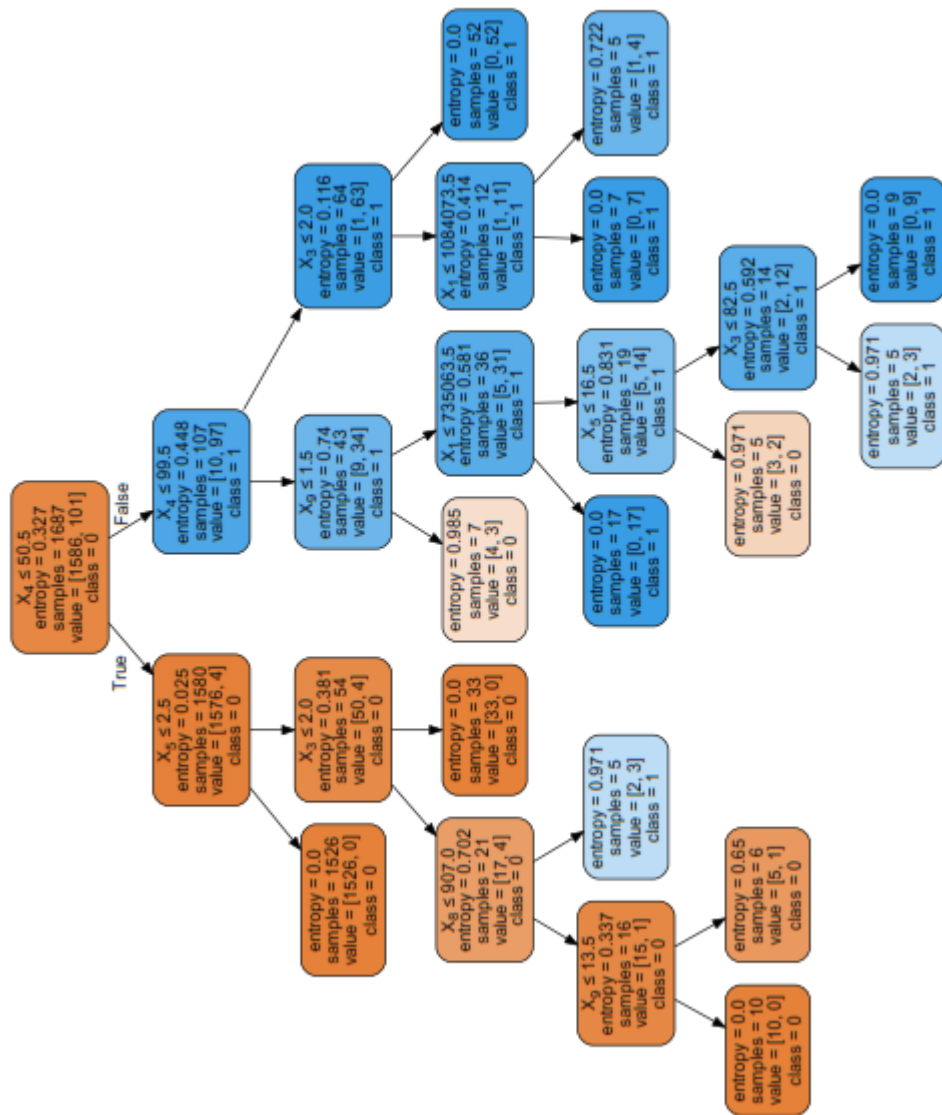 X₄ ≤ 50.5
entropy = 0.327
samples = 1687
value = [1586, 101]
class = 0
True
False
X₅ ≤ 2.5
entropy = 0.025
samples = 1580
value = [1576, 4]
class = 0
X₄ ≤ 99.5
entropy = 0.448
samples = 107
value = [10, 97]
class = 1
entropy = 0.0
samples = 1526
value = [1526, 0]
class = 0
X₃ ≤ 2.0
entropy = 0.381
samples = 54
value = [50, 4]
class = 0
X₉ ≤ 1.5
entropy = 0.74
samples = 43
value = [9, 34]
class = 1
X₃ ≤ 2.0
entropy = 0.116
samples = 64
value = [1, 63]
class = 1
X₈ ≤ 907.0
entropy = 0.702
samples = 21
value = [17, 4]
class = 0
entropy = 0.0
samples = 33
value = [33, 0]
class = 0
entropy = 0.985
samples = 7
value = [4, 3]
class = 0
X₁ ≤ 735063.5
entropy = 0.581
samples = 36
value = [5, 31]
class = 1
X₁ ≤ 1084073.5
entropy = 0.414
samples = 12
value = [1, 11]
class = 1
entropy = 0.0
samples = 52
value = [0, 52]
class = 1
X₉ ≤ 13.5
entropy = 0.337
samples = 16
value = [15, 1]
class = 0
entropy = 0.971
samples = 5
value = [2, 3]
class = 1
entropy = 0.0
samples = 17
value = [0, 17]
class = 1
X₅ ≤ 16.5
entropy = 0.831
samples = 19
value = [5, 14]
class = 1
entropy = 0.0
samples = 7
value = [0, 7]
class = 1
entropy = 0.722
samples = 5
value = [1, 4]
class = 1
entropy = 0.0
samples = 10
value = [10, 0]
class = 0
entropy = 0.65
samples = 6
value = [5, 1]
class = 0
entropy = 0.971
samples = 5
value = [3, 2]
class = 0
X₃ ≤ 82.5
entropy = 0.592
samples = 14
value = [2, 12]
class = 1
entropy = 0.971
samples = 5
value = [2, 3]
class = 1
entropy = 0.0
samples = 9
value = [0, 9]
class = 1